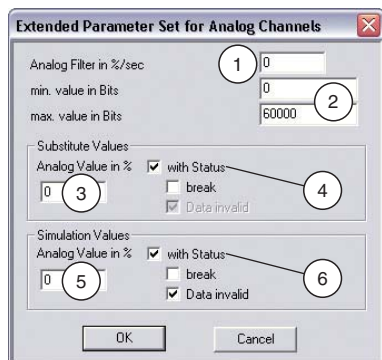 Extended Parameter Set for Analog Channels
Analog Filter in %/sec 1 0
min. value in Bits 0
2
max. value in Bits 60000
Substitute Values
Analog Value in % with Status
0 3 break 4
Data invalid
Simulation Values
Analog Value in % with Status
0 5 break 6
Data invalid
OK Cancel